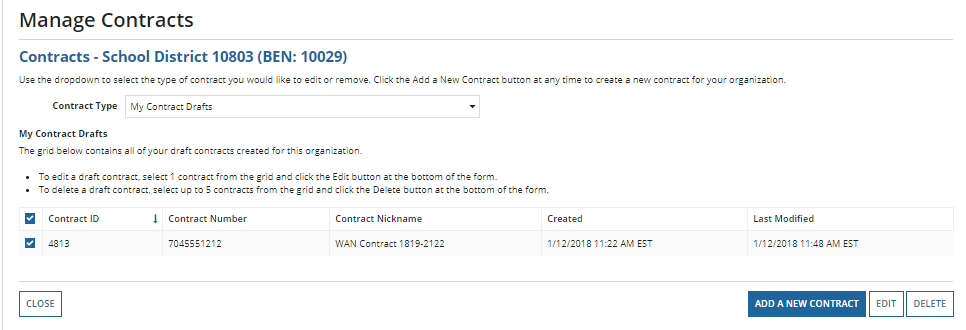 Manage Contracts
Contracts - School District 10803 (BEN: 10029)
Use the dropdown to select the type of contract you would like to edit or remove. Click the Add a New Contract button at any time to create a new contract for your organization.
Contract Type My Contract Drafts
My Contract Drafts
The grid below contains all of your draft contracts created for this organization.
• To edit a draft contract, select 1 contract from the grid and click the Edit button at the bottom of the form.
• To delete a draft contract, select up to 5 contracts from the grid and click the Delete button at the bottom of the form.
Contract ID ↓ Contract Number Contract Nickname Created Last Modified
4813 7045551212 WAN Contract 1819-2122 1/12/2018 11:22 AM EST 1/12/2018 11:48 AM EST
CLOSE ADD A NEW CONTRACT EDIT DELETE